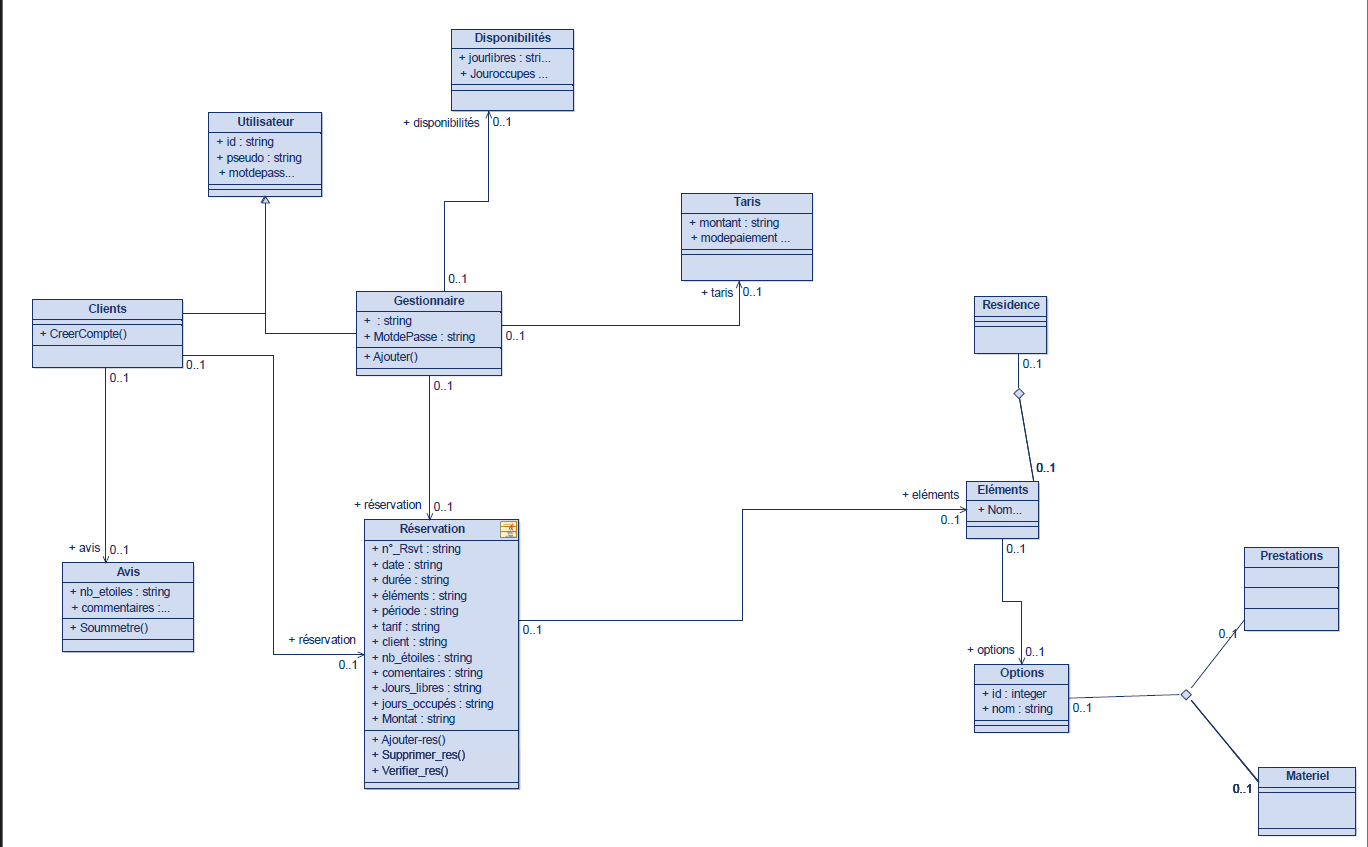 Disponibilités
+ jourlibres : stri...
+ Jouroccupes ...
+ disponibilités
0..1
Utilisateur
+ id : string
+ pseudo : string
+ motdepass...
Taris
+ montant : string
+ modepaiement ...
+ taris
0..1
0..1
Clients
+ CreerCompte()
0..1
0..1
Gestionnaire
+ : string
+ MotdePasse : string
+ Ajouter()
0..1
0..1
Residence
0..1
0..1
+ réservation
0..1
+ eléments
0..1
Eléments
+ Nom...
0..1
Réservation
+ n°_Rsvt : string
+ date : string
+ durée : string
+ éléments : string
+ période : string
+ tarif : string
+ client : string
+ nb_étoiles : string
+ comentaires : string
+ Jours_libres : string
+ jours_occupés : string
+ Montat : string
+ Ajouter-res()
+ Supprimer_res()
+ Verifier_res()
0..1
+ avis
0..1
Avis
+ nb_etoiles : string
+ commentaires :...
+ Soummetre()
+ réservation
0..1
Prestations
0..1
+ options
0..1
Options
+ id : integer
+ nom : string
0..1
Materiel
0..1